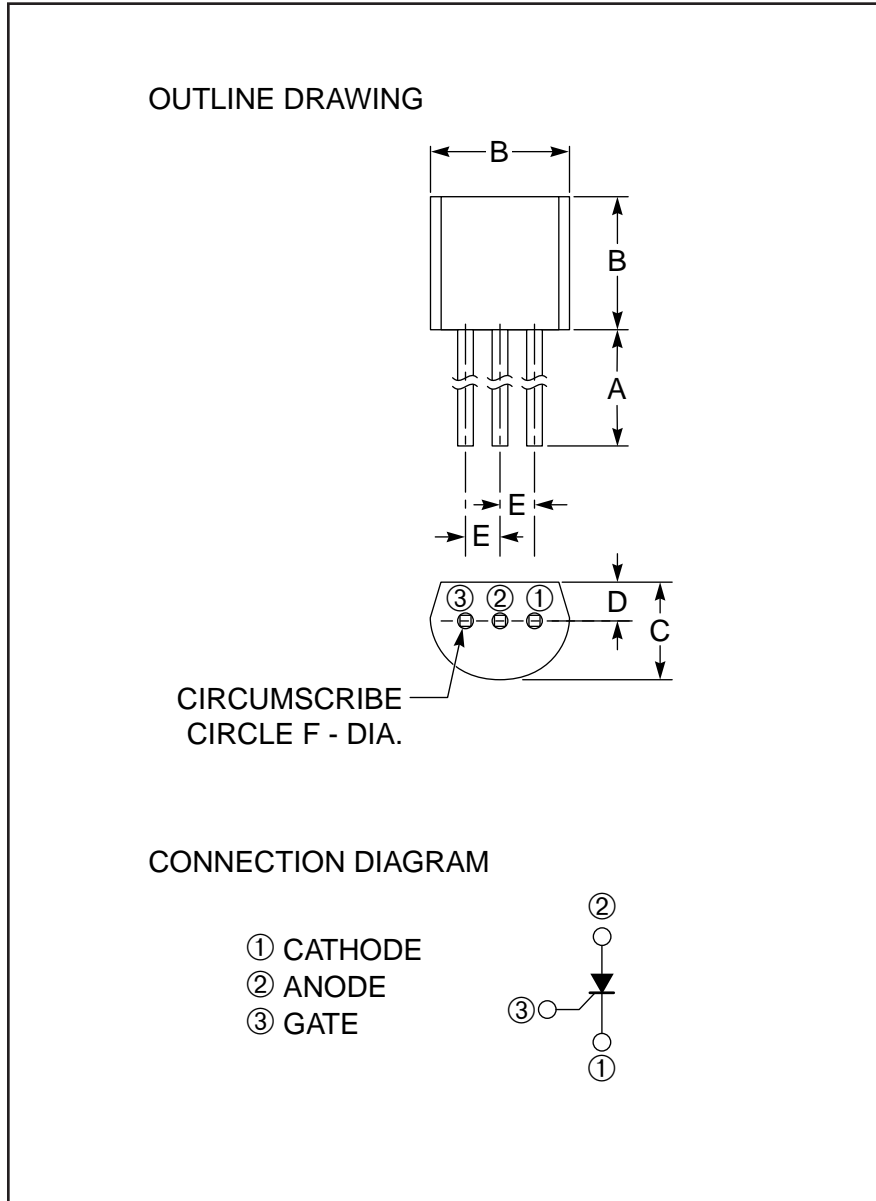 OUTLINE DRAWING
B
B
A
E
E
③ ② ①
D
C
CIRCUMSCRIBE
CIRCLE F - DIA.
CONNECTION DIAGRAM
②
① CATHODE
② ANODE
③ GATE
③
①